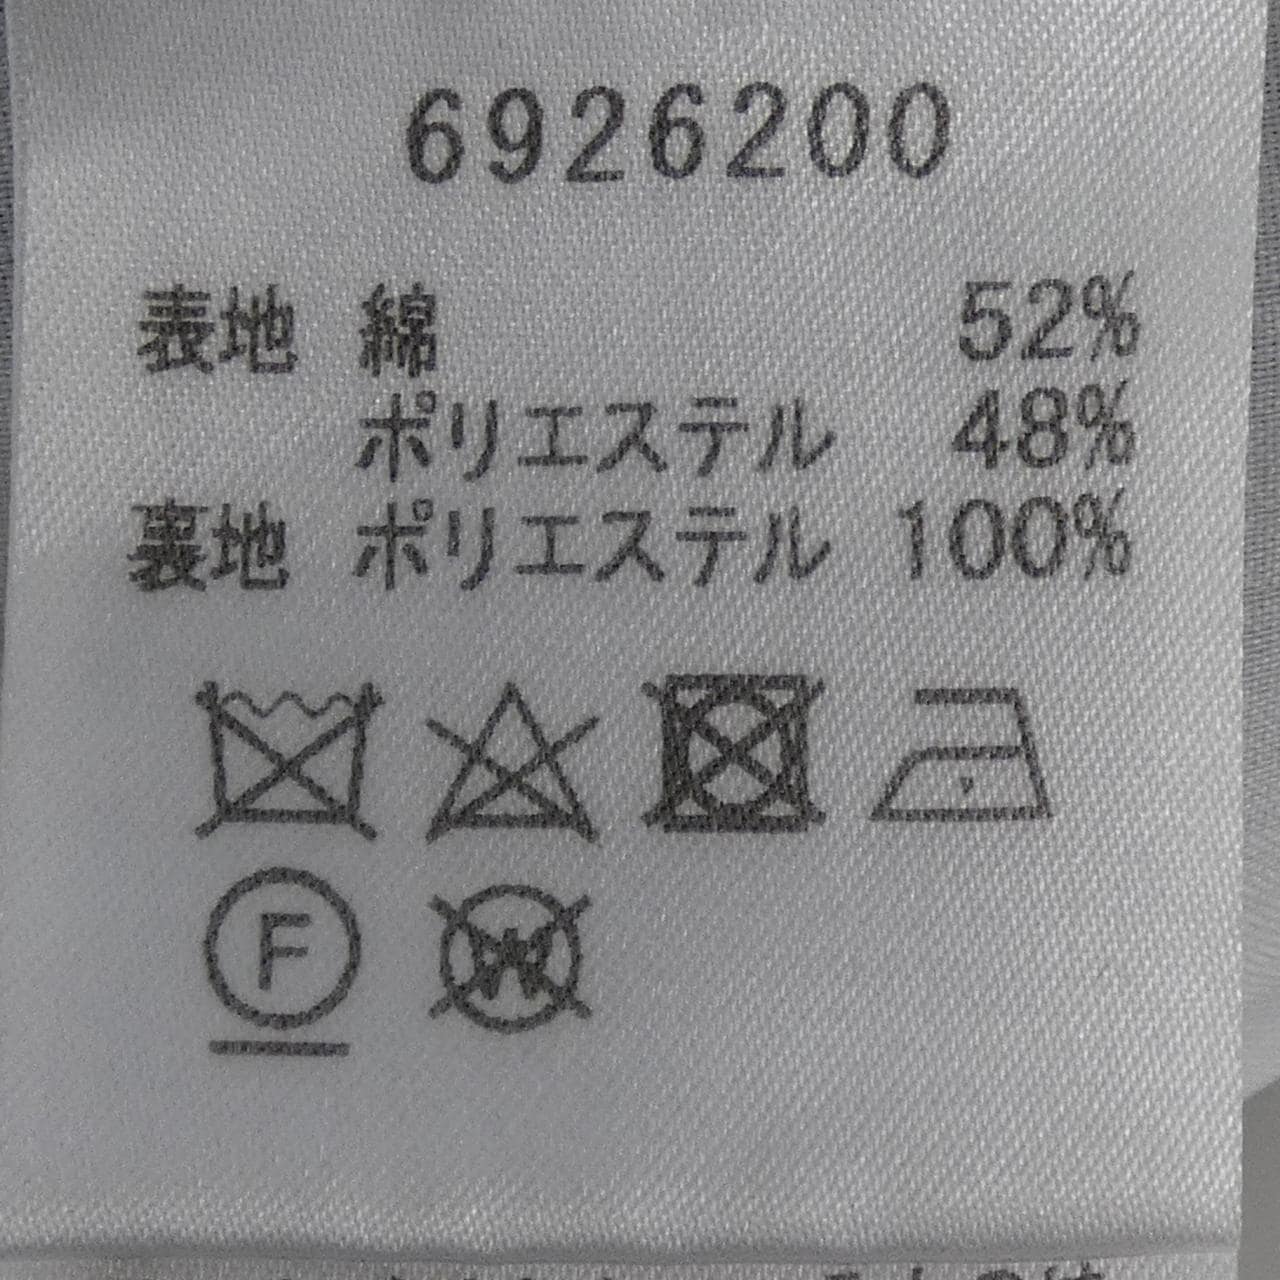 6926200
表地 綿 52%
ポリエステル 48%
裏地 ポリエステル 100%
F
W